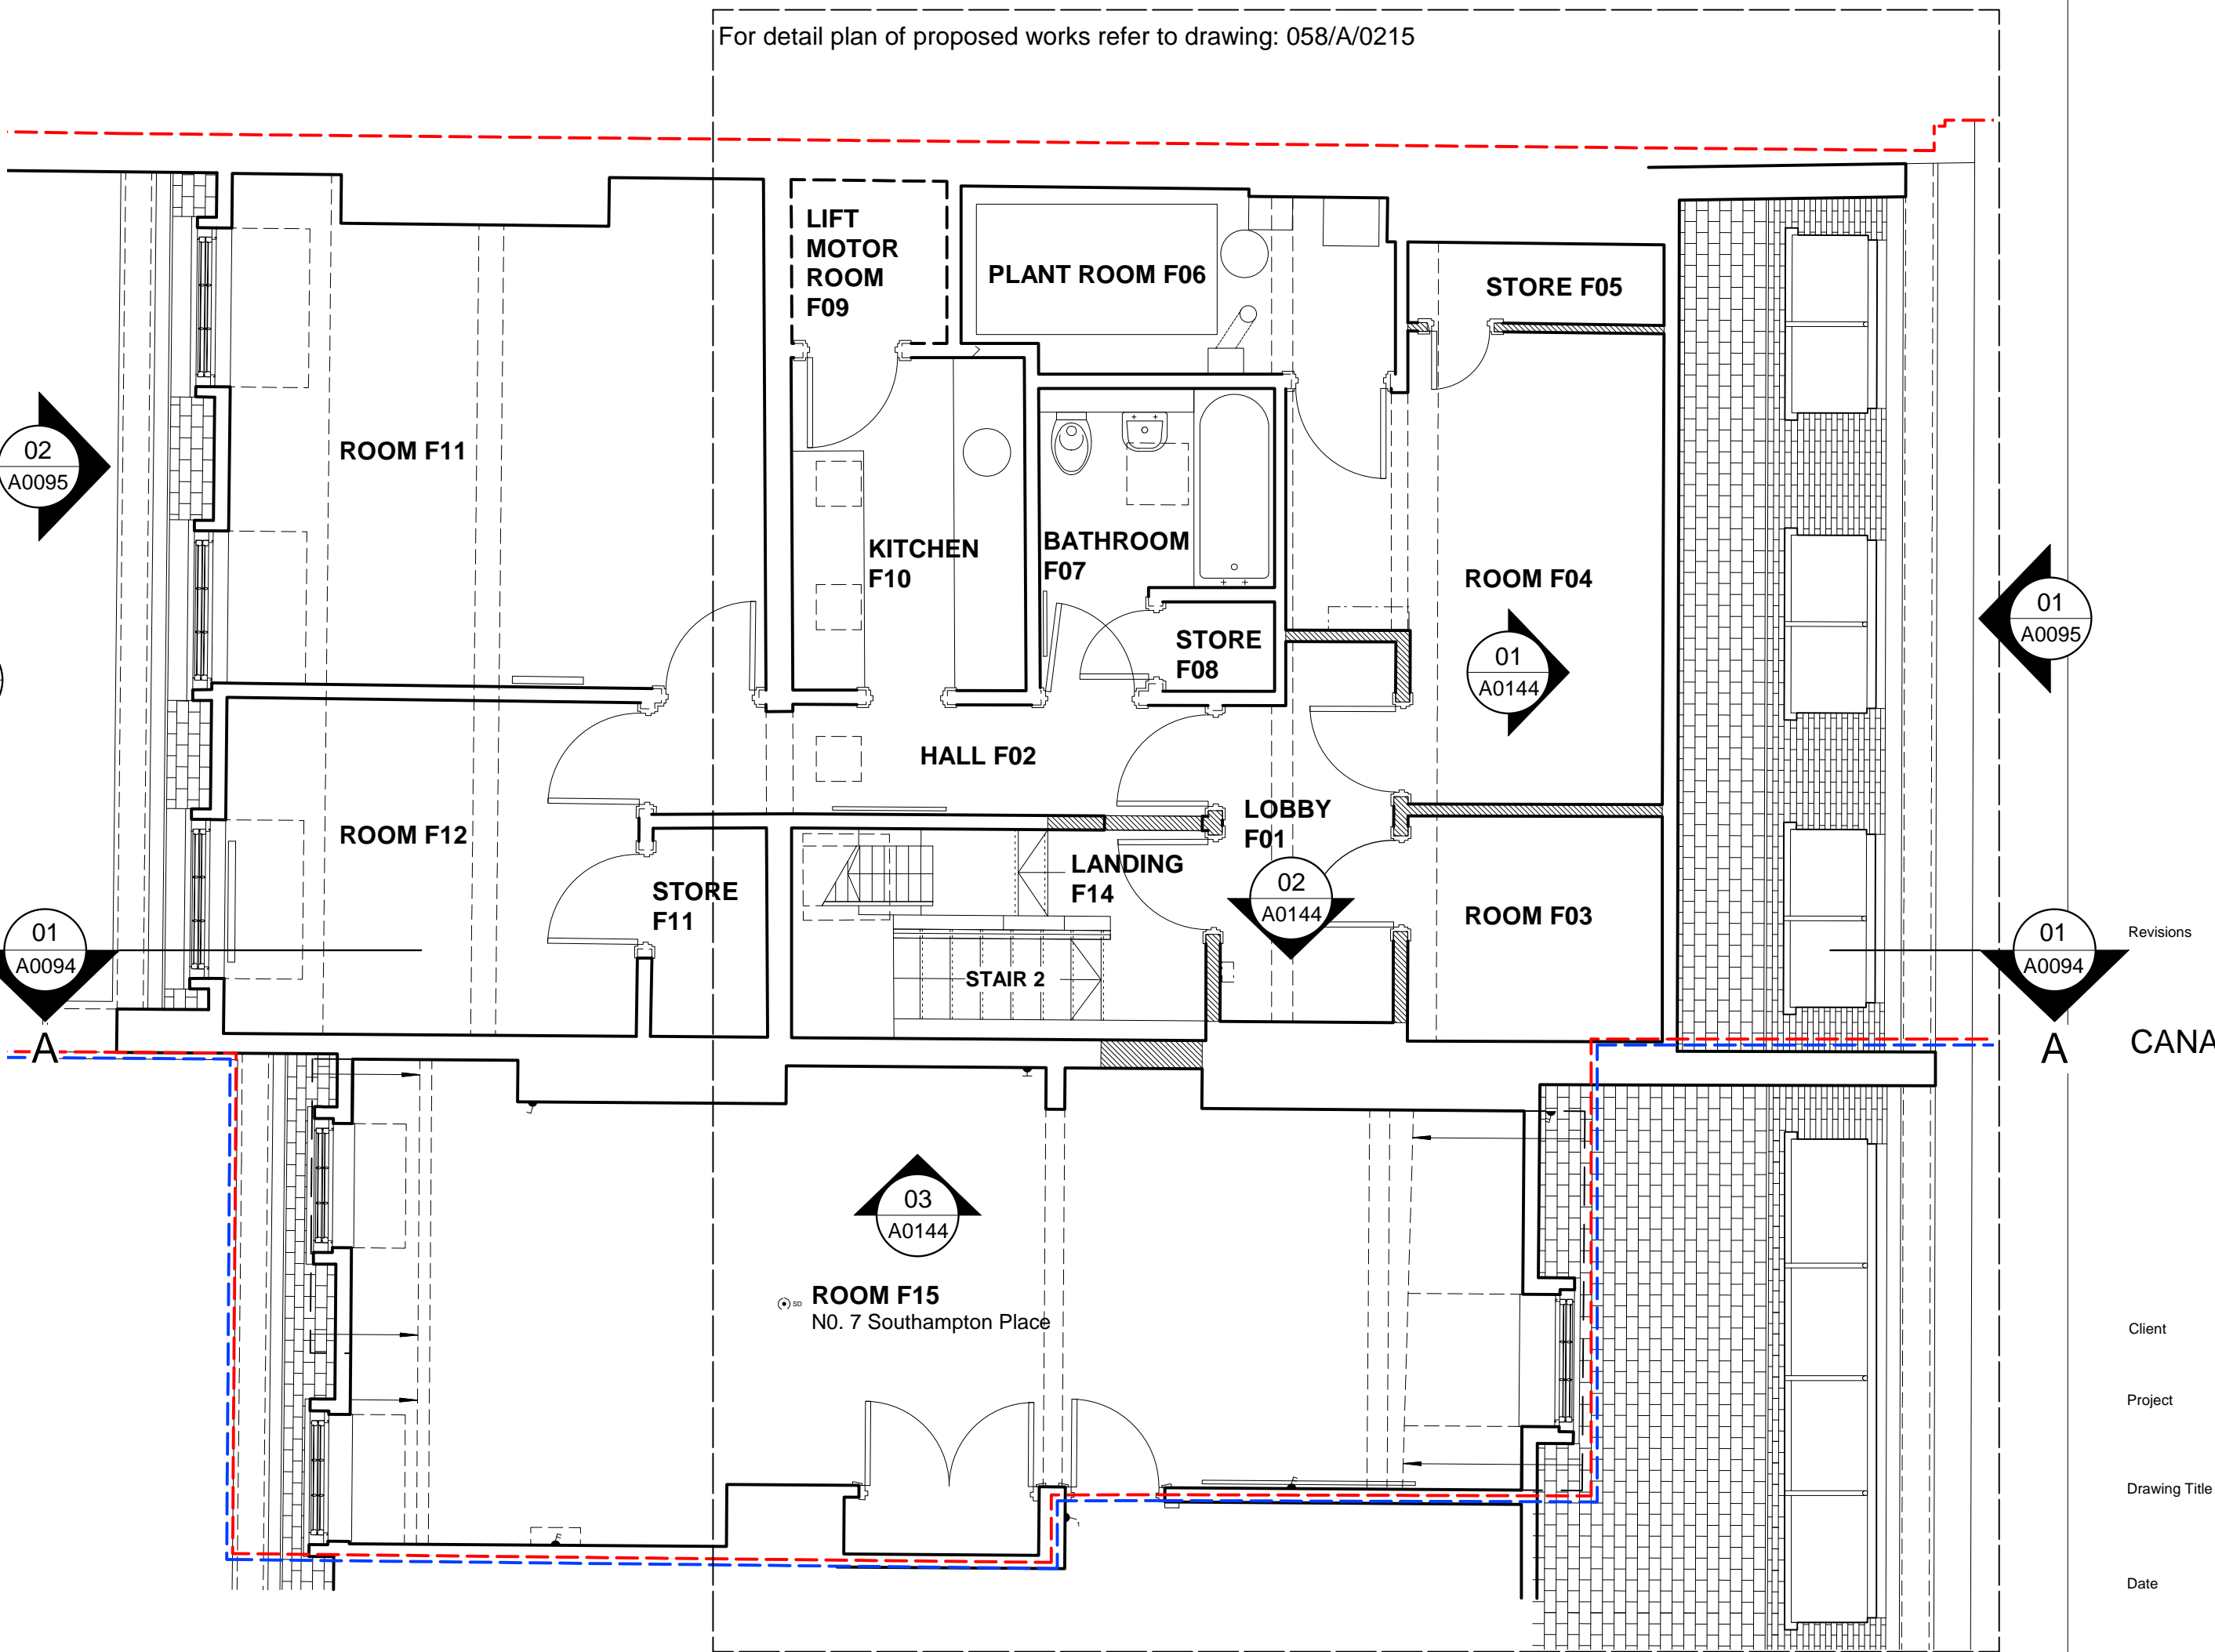 For detail plan of proposed works refer to drawing: 058/A/0215
LIFT
MOTOR
ROOM
F09
PLANT ROOM F06
STORE F05
02
A0095
ROOM F11
KITCHEN
F10
BATHROOM
F07
ROOM F04
01
A0095
STORE
F08
01
A0144
HALL F02
ROOM F12
LOBBY
F01
LANDING
F14
STORE
F11
02
A0144
ROOM F03
01
A0094
STAIR 2
01
A0094
Revisions
A
A
CANA
03
A0144
SD
ROOM F15
N0. 7 Southampton Place
Client
Project
Drawing Title
Date